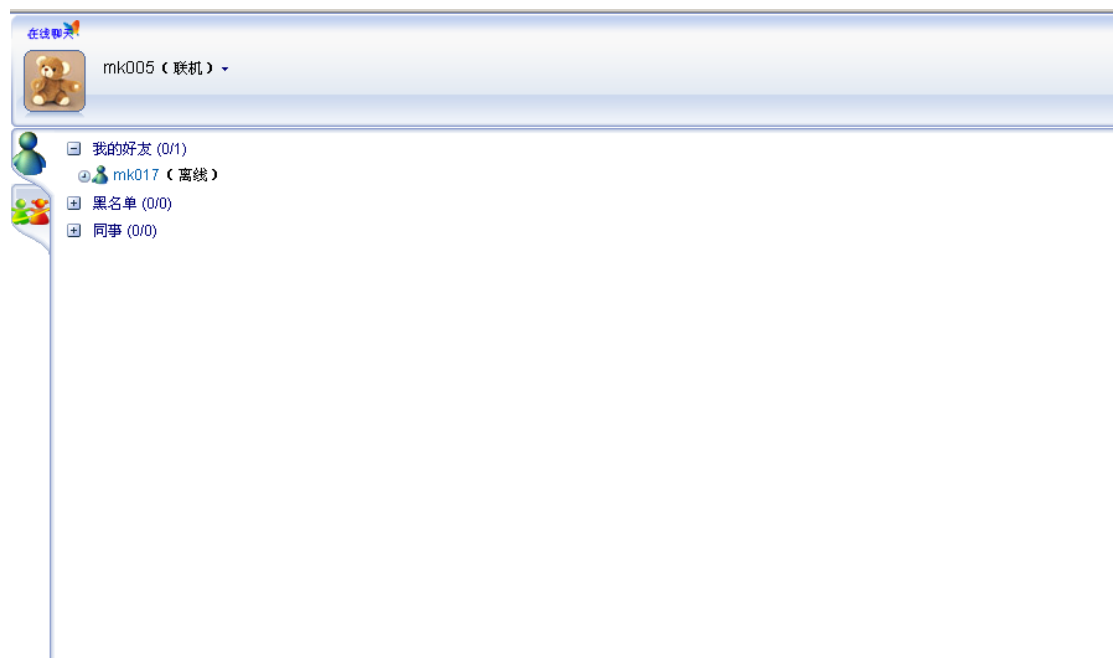 在线聊天
mk005（联机）
我的好友 (0/1)
mk017（离线）
黑名单 (0/0)
同事 (0/0)